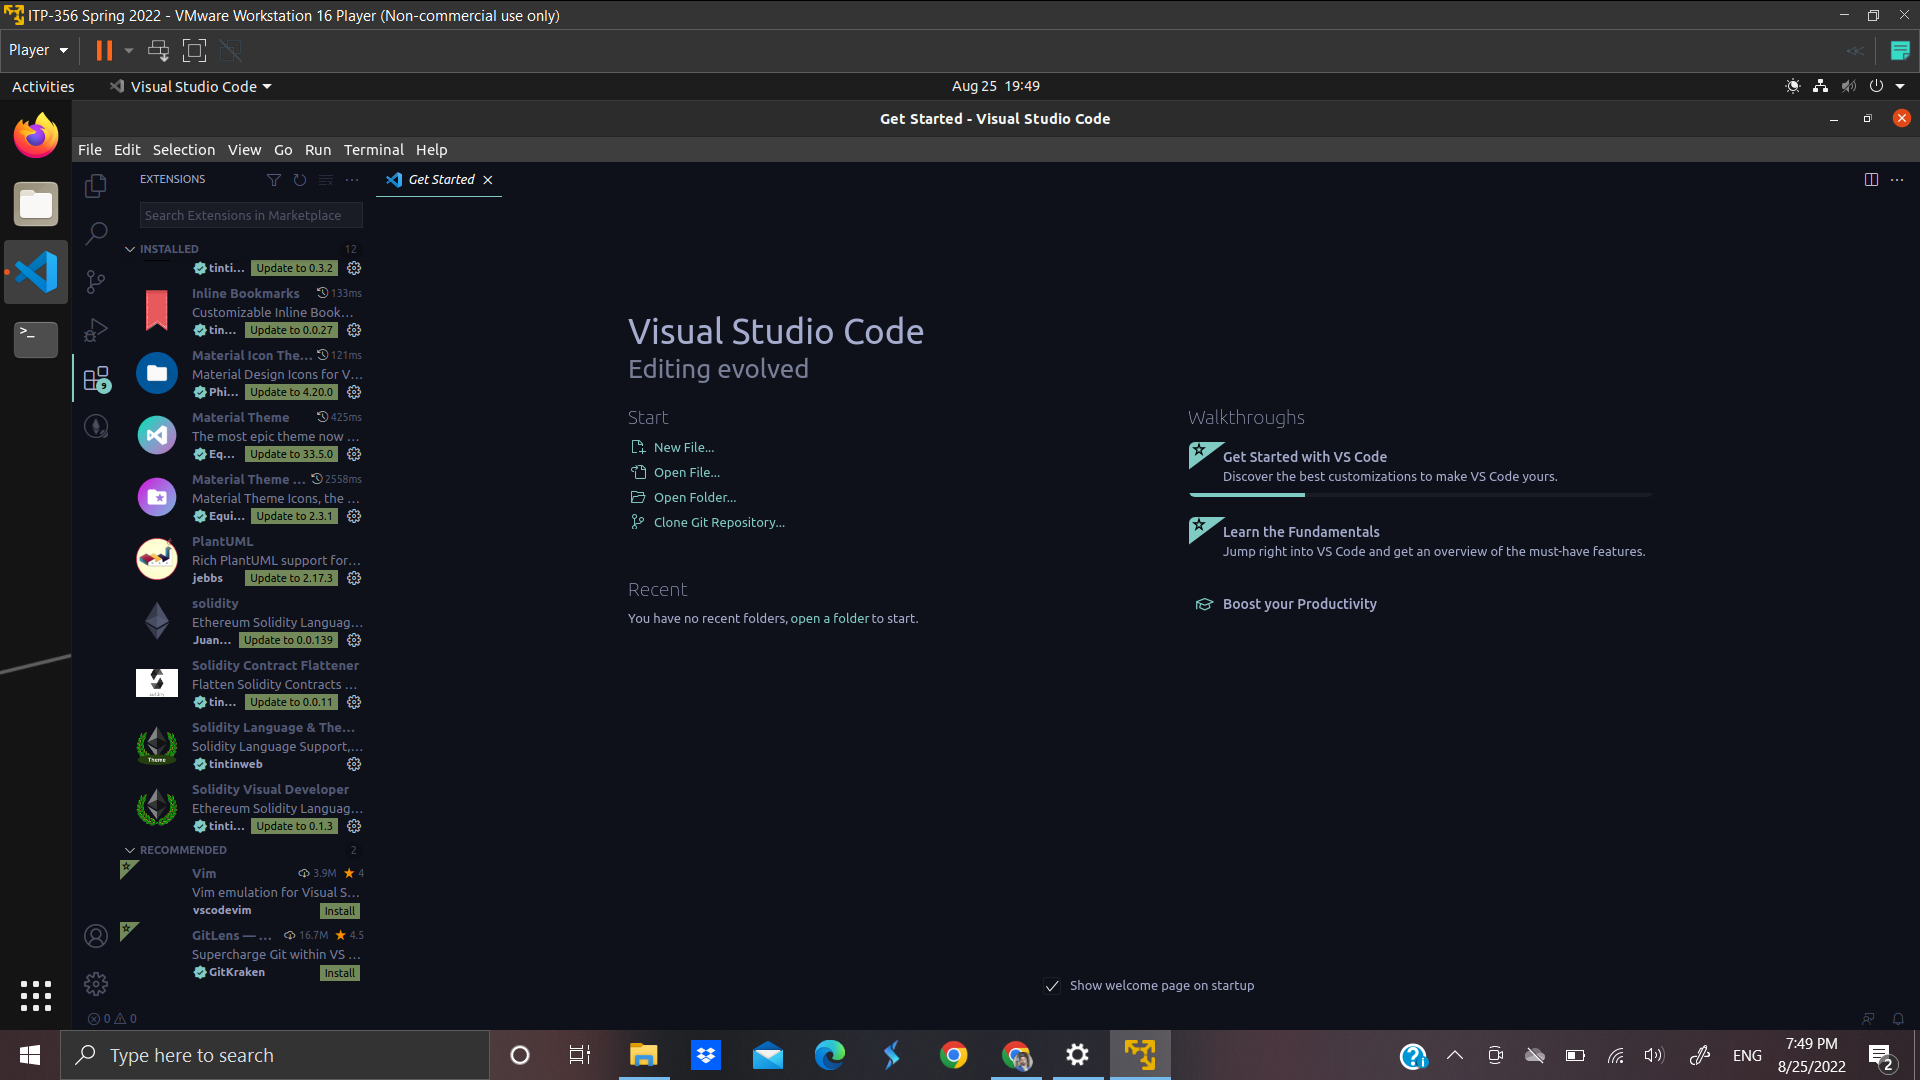 ITP-356 Spring 2022 - VMware Workstation 16 Player (Non-commercial use only)
Player
Activities
Visual Studio Code
Aug 25 19:49
Get Started - Visual Studio Code
File Edit Selection View Go Run Terminal Help
EXTENSIONS
Get Started
Search Extensions in Marketplace
INSTALLED 12
tinti... Update to 0.3.2
Inline Bookmarks 133ms
Customizable Inline Book...
tin... Update to 0.0.27
Material Icon The... 121ms
Material Design Icons for V...
Phi... Update to 4.20.0
9
Material Theme 425ms
The most epic theme now ...
Eq... Update to 33.5.0
Material Theme ... 2558ms
Material Theme Icons, the ...
Equi... Update to 2.3.1
PlantUML
Rich PlantUML support for...
jebbs Update to 2.17.3
solidity
Ethereum Solidity Languag...
Juan... Update to 0.0.139
Solidity Contract Flattener
Flatten Solidity Contracts ...
tin... Update to 0.0.11
Solidity Language & The...
Solidity Language Support,...
Theme
tintinweb
Solidity Visual Developer
Ethereum Solidity Languag...
tinti... Update to 0.1.3
RECOMMENDED 2
Vim 3.9M 4
Vim emulation for Visual S...
vscodevim Install
GitLens — ... 16.7M 4.5
Supercharge Git within VS ...
GitKraken Install
0 0
Visual Studio Code
Editing evolved
Start
New File...
Open File...
Open Folder...
Clone Git Repository...
Recent
You have no recent folders, open a folder to start.
Walkthroughs
Get Started with VS Code
Discover the best customizations to make VS Code yours.
Learn the Fundamentals
Jump right into VS Code and get an overview of the must-have features.
Boost your Productivity
Show welcome page on startup
Type here to search
ENG
7:49 PM
8/25/2022
2